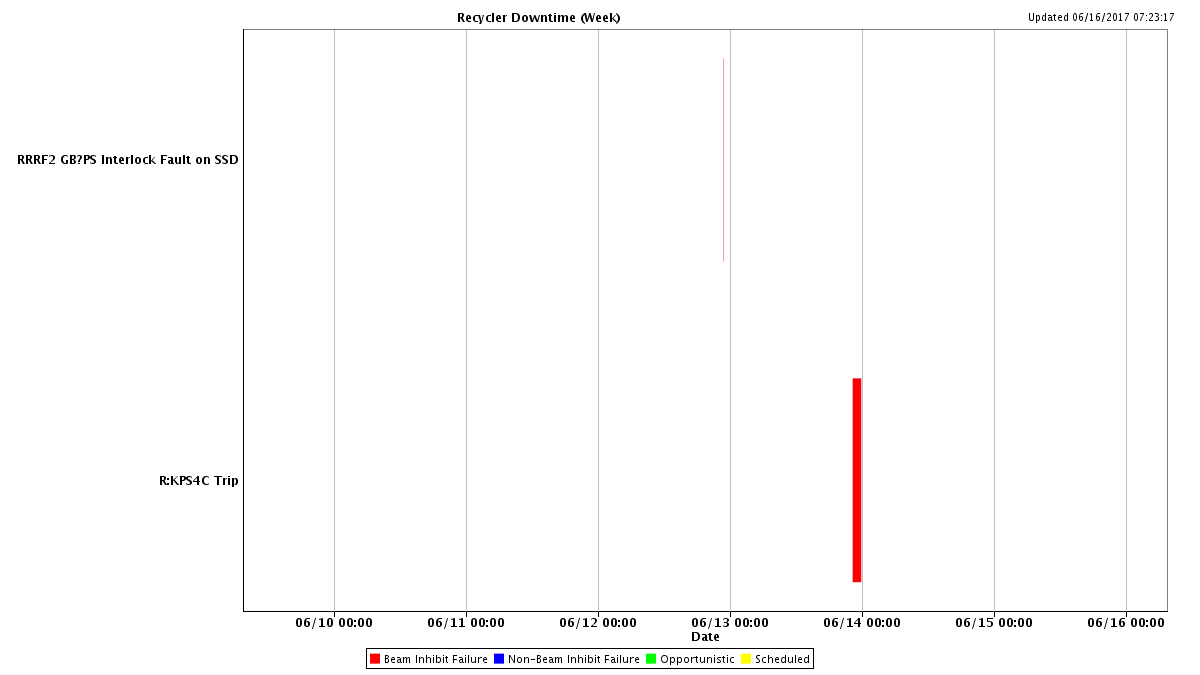 Recycler Downtime (Week)
Updated 06/16/2017 07:23:17
RRRF2 GB?PS Interlock Fault on SSD
R:KPS4C Trip
06/10 00:00 06/11 00:00 06/12 00:00 06/13 00:00 06/14 00:00 06/15 00:00 06/16 00:00
Date
Beam Inhibit Failure Non-Beam Inhibit Failure Opportunistic Scheduled